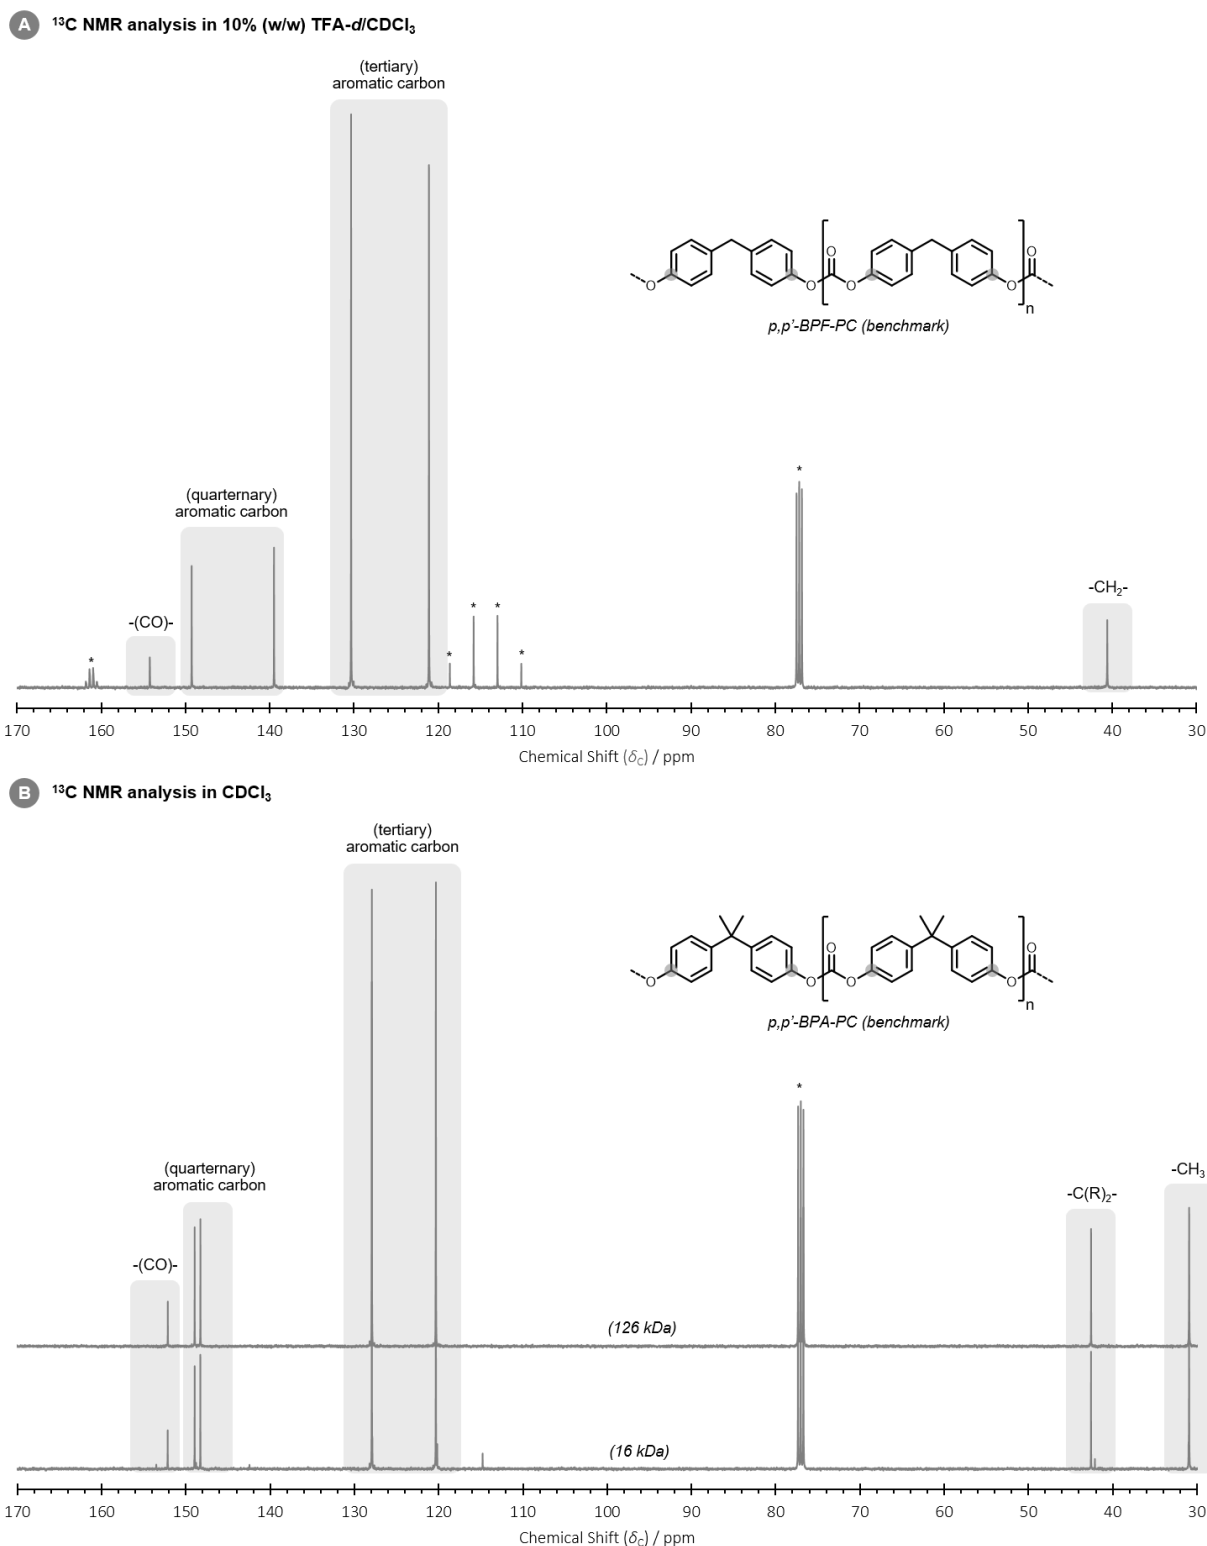 A ¹³C NMR analysis in 10% (w/w) TFA-d/CDCl₃
(tertiary)
aromatic carbon
O
O
O
O
O
O
n
p,p'-BPF-PC (benchmark)
*
(quarternary)
aromatic carbon
-CH₂-
-(CO)-
*
*
*
*
*
170 160 150 140 130 120 110 100 90 80 70 60 50 40 30
Chemical Shift (δC) / ppm
B ¹³C NMR analysis in CDCl₃
(tertiary)
aromatic carbon
O
O
O
O
O
O
n
p,p'-BPA-PC (benchmark)
*
(quarternary)
aromatic carbon
-CH₃
-C(R)₂-
-(CO)-
(126 kDa)
(16 kDa)
170 160 150 140 130 120 110 100 90 80 70 60 50 40 30
Chemical Shift (δC) / ppm